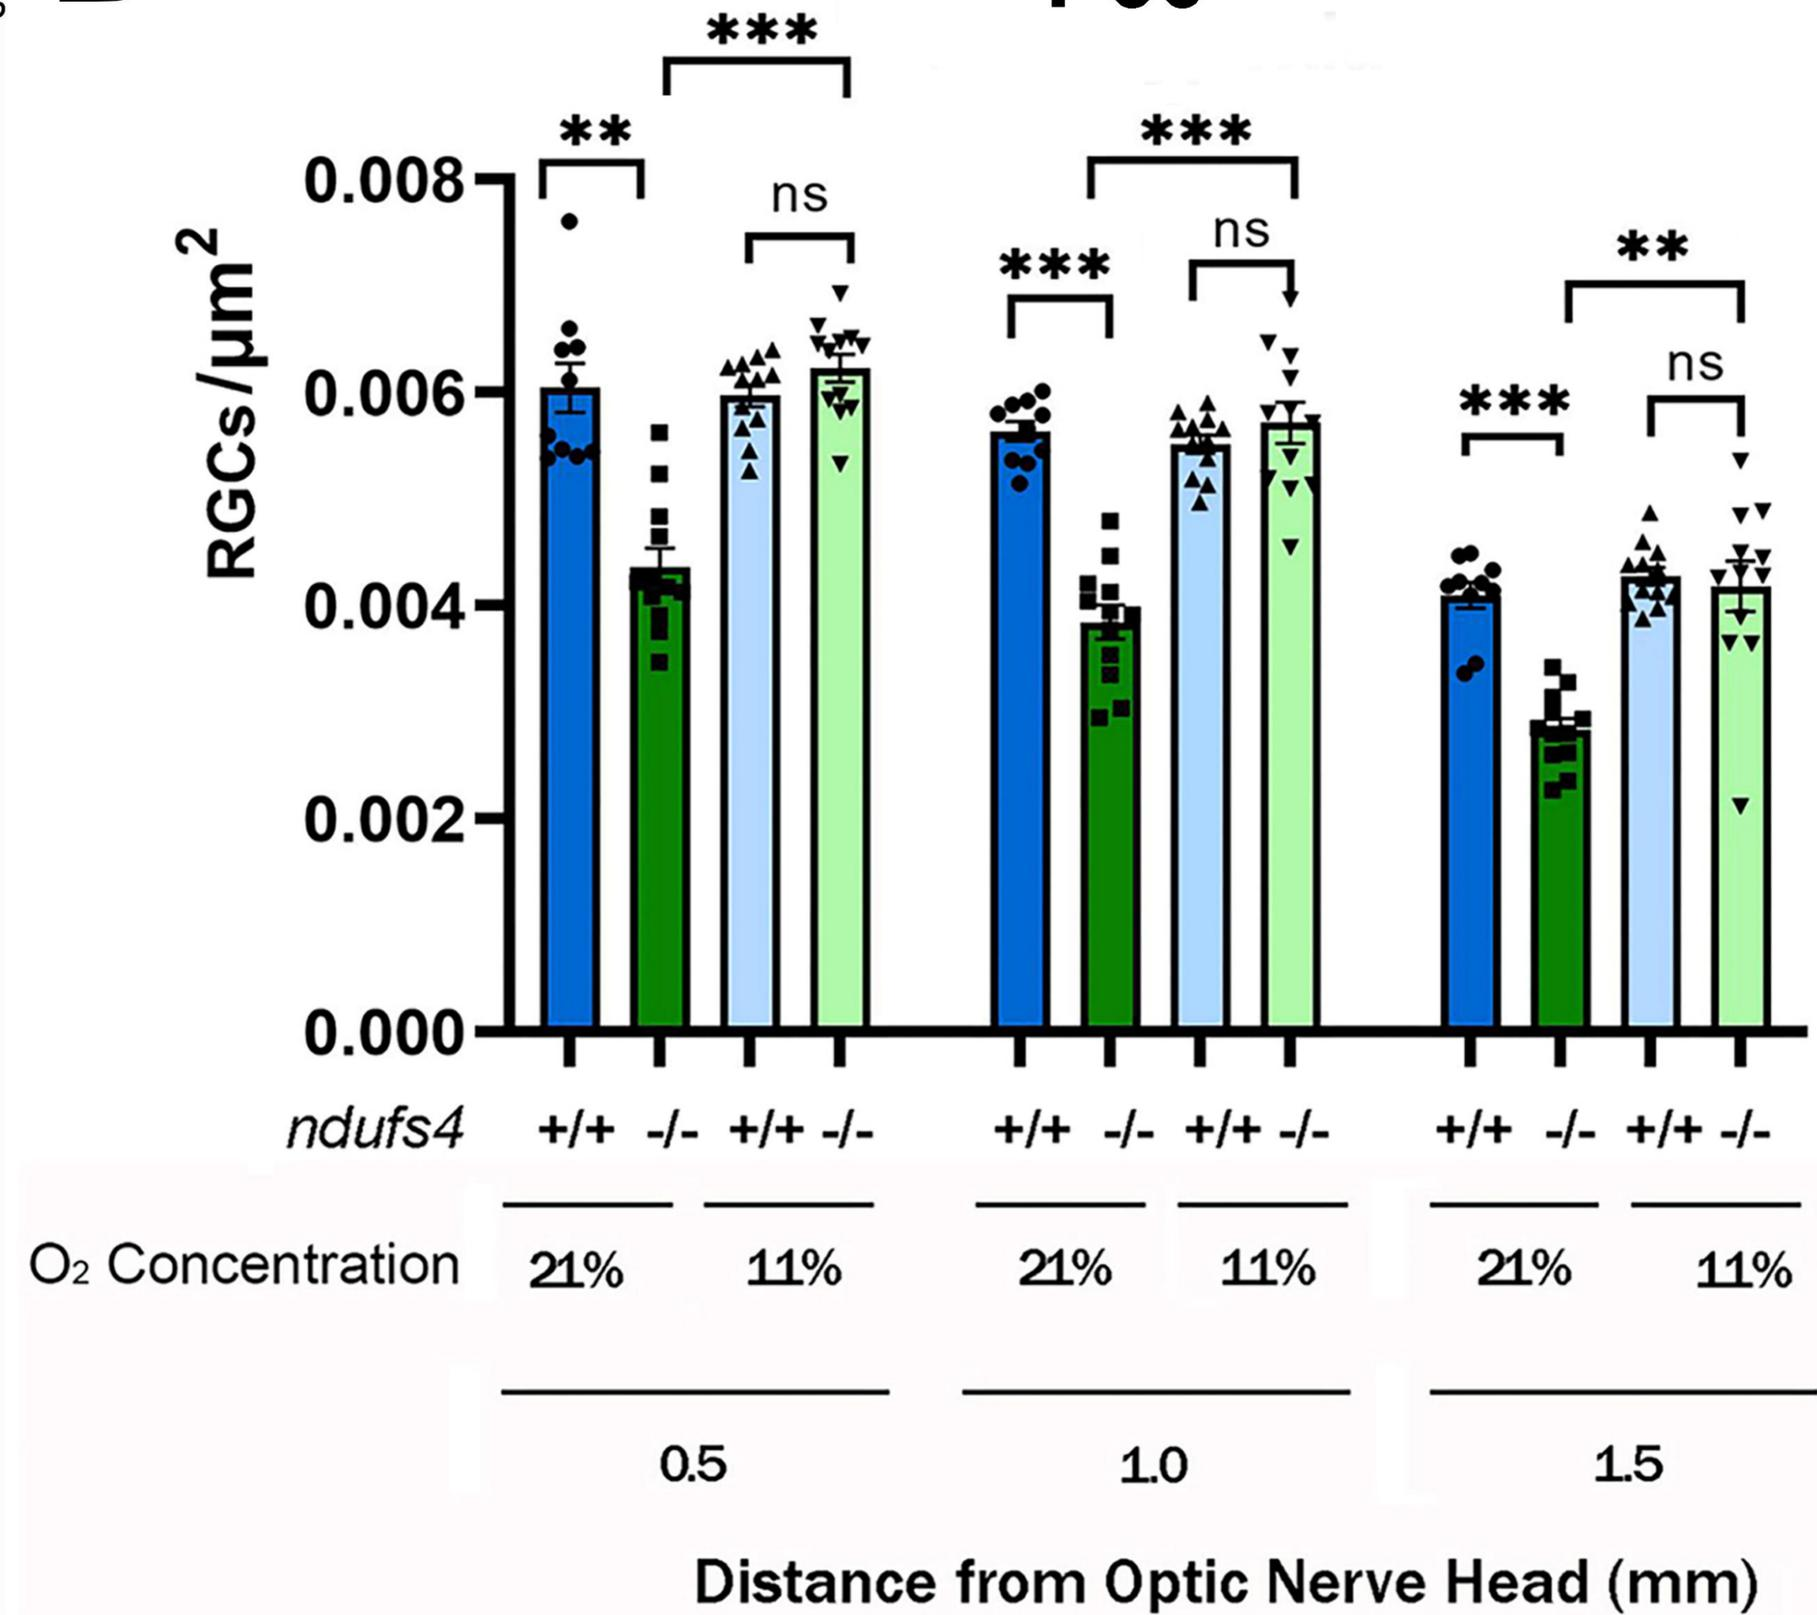 ***
**
***
0.008
ns
ns
***
**
ns
***
RGCs/µm²
0.006
0.004
0.002
0.000
ndufs4 +/+ -/- +/+ -/- +/+ -/- +/+ -/- +/+ -/- +/+ -/-
O₂ Concentration 21% 11% 21% 11% 21% 11%
0.5 1.0 1.5
Distance from Optic Nerve Head (mm)